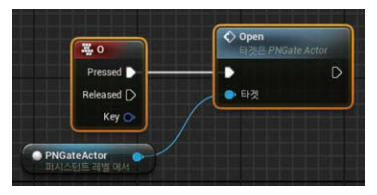 O
Pressed
Released
Key
Open
타겟은 PNGate Actor
타겟
PNGateActor
퍼시스턴트 레벨 에서